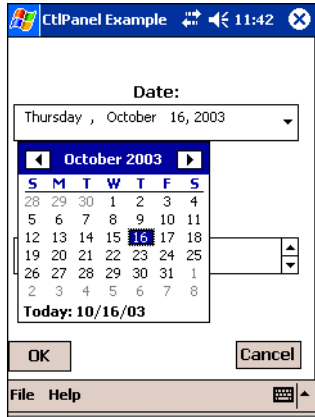 CtlPanel Example 11:42
Date:
Thursday , October 16, 2003
October 2003
S M T W T F S
28 29 30 1 2 3 4
5 6 7 8 9 10 11
12 13 14 15 16 17 18
19 20 21 22 23 24 25
26 27 28 29 30 31 1
2 3 4 5 6 7 8
Today: 10/16/03
OK Cancel
File Help